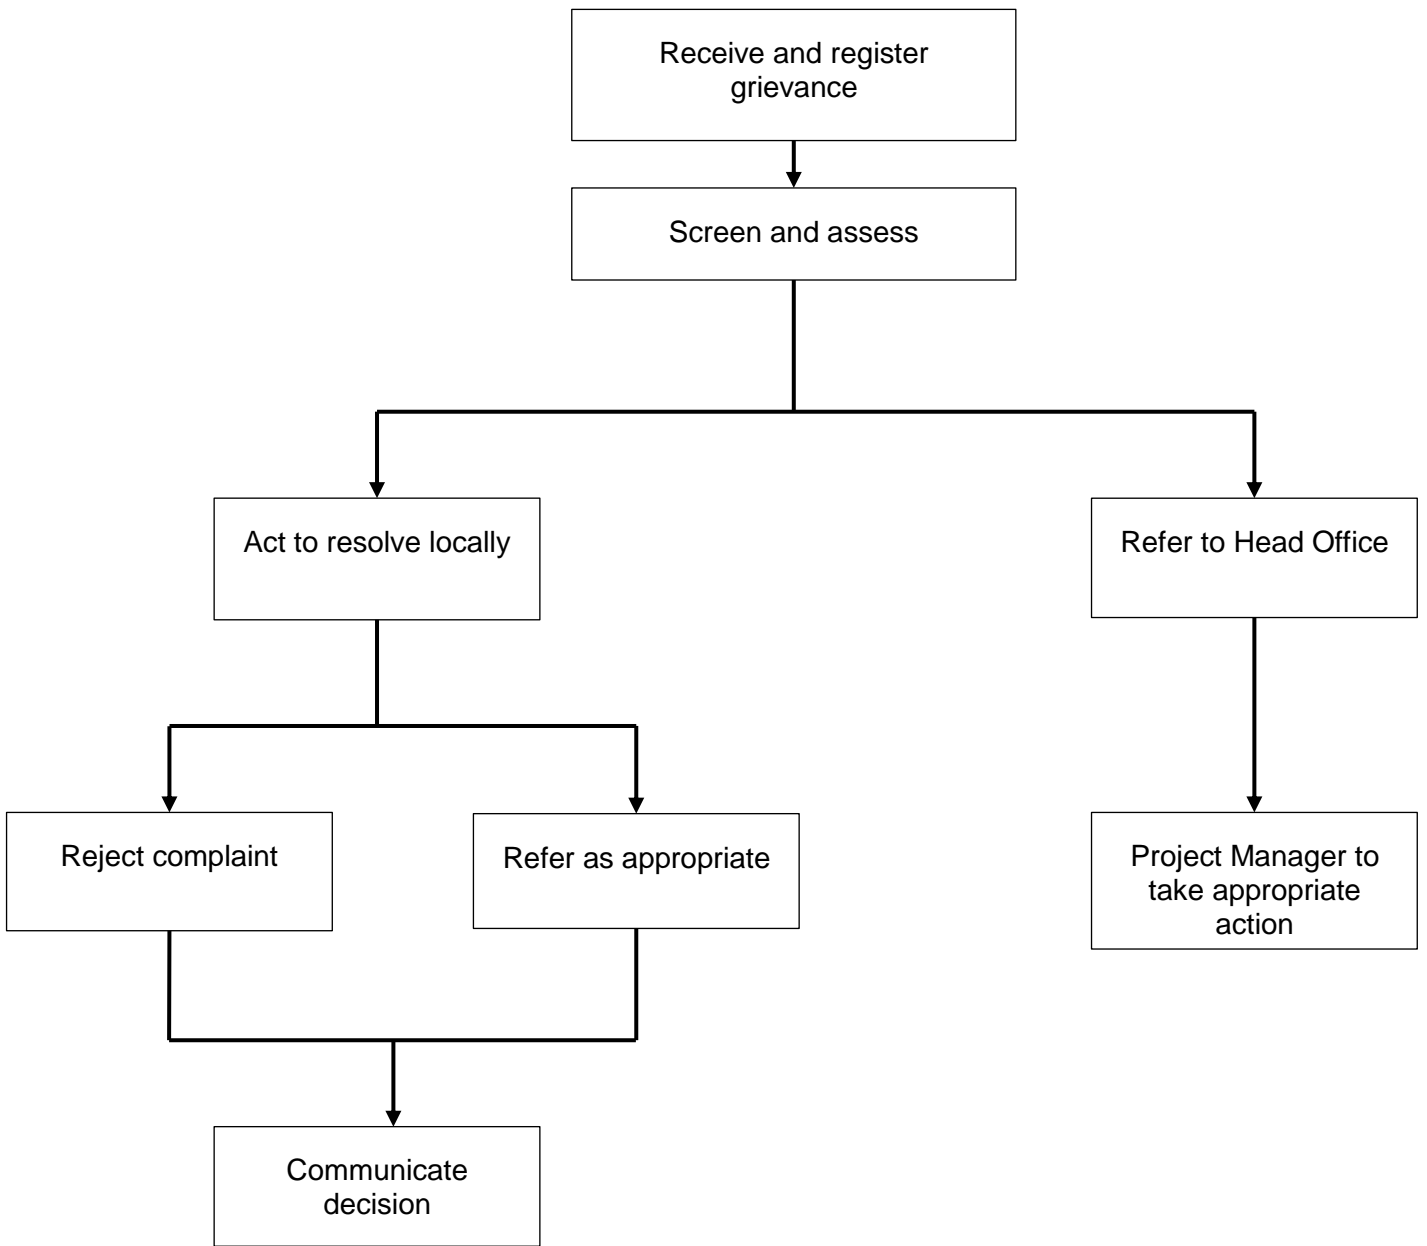 Receive and register
grievance
Screen and assess
Act to resolve locally
Refer to Head Office
Reject complaint
Refer as appropriate
Project Manager to
take appropriate
action
Communicate
decision